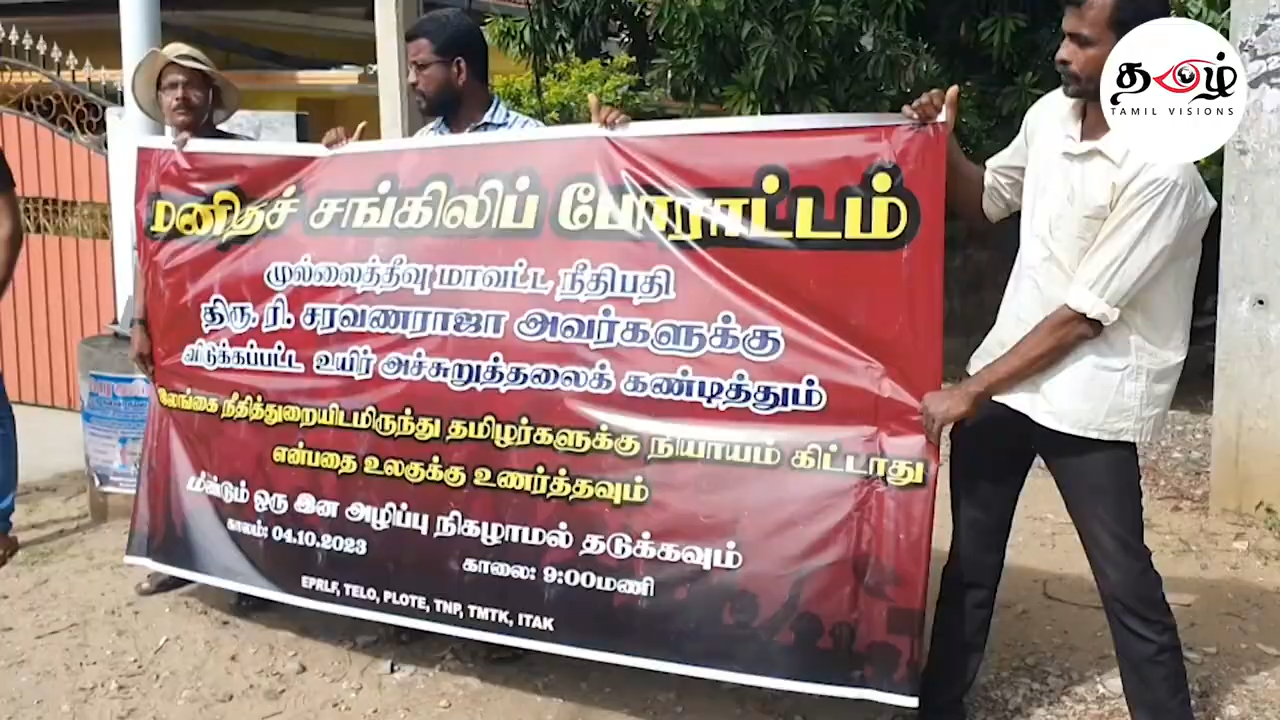 தமிழ்
TAMIL VISIONS
மனிதச் சங்கிலிப் போராட்டம்
முல்லைத்தீவு மாவட்ட நீதிபதி
திரு. ரி. சரவணராஜா அவர்களுக்கு
விடுக்கப்பட்ட உயிர் அச்சுறுத்தலைக் கண்டித்தும்
இலங்கை நீதித்துறையிடமிருந்து தமிழர்களுக்கு நியாயம் கிட்டாது
என்பதை உலகுக்கு உணர்த்தவும்
மீண்டும் ஒரு இன அழிப்பு நிகழாமல் தடுக்கவும்
காலம்: 04.10.2023
காலை: 9:00மணி
EPRLF, TELO, PLOTE, TNP, TMTK, ITAK